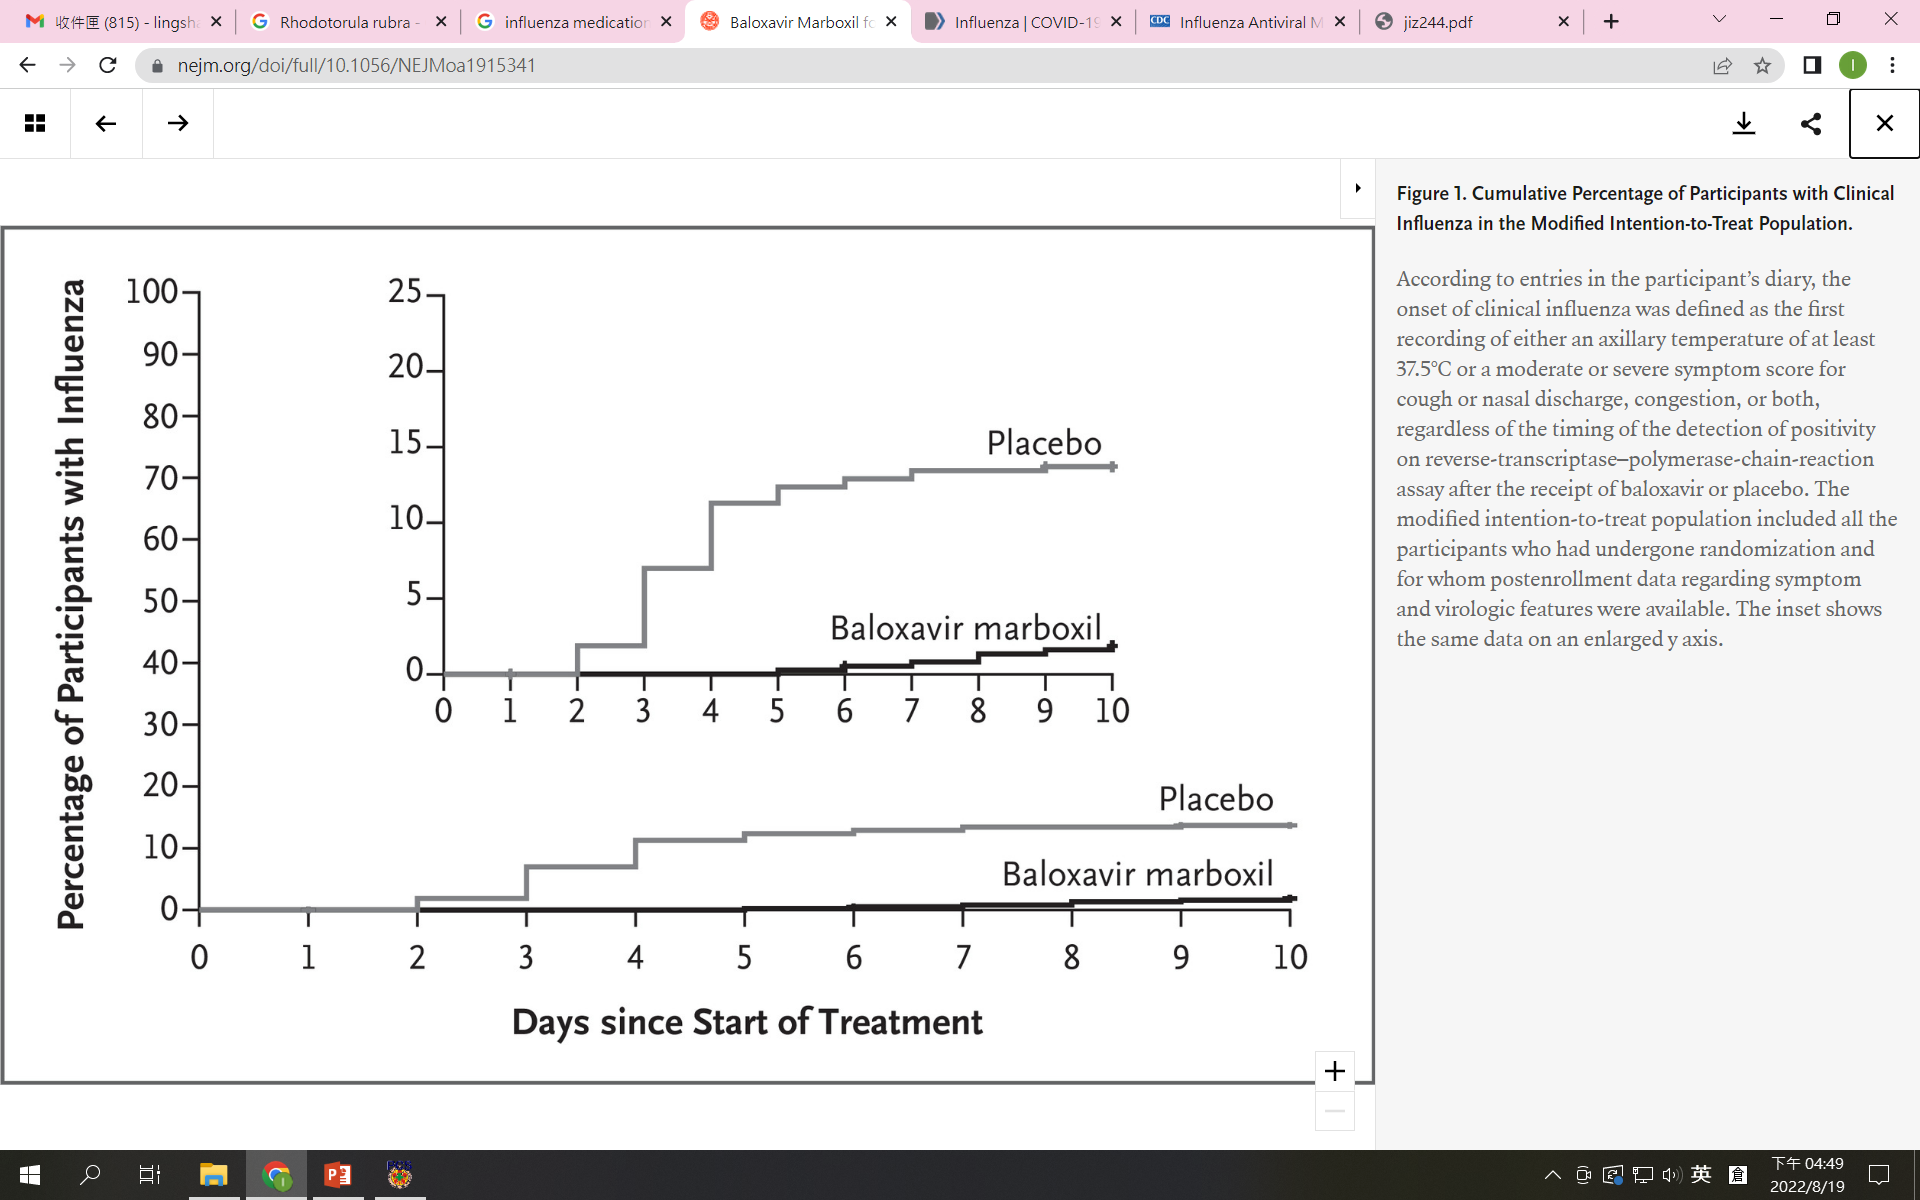 收件匣 (815) - lingsh
Rhodotorula rubra -
influenza medication
Baloxavir Marboxil fo
Influenza | COVID-19
CDC
Influenza Antiviral M
jiz244.pdf
nejm.org/doi/full/10.1056/NEJMoa1915341
I
Figure 1. Cumulative Percentage of Participants with Clinical
Influenza in the Modified Intention-to-Treat Population.
According to entries in the participant’s diary, the
onset of clinical influenza was defined as the first
recording of either an axillary temperature of at least
37.5°C or a moderate or severe symptom score for
cough or nasal discharge, congestion, or both,
regardless of the timing of the detection of positivity
on reverse-transcriptase–polymerase-chain-reaction
assay after the receipt of baloxavir or placebo. The
modified intention-to-treat population included all the
participants who had undergone randomization and
for whom postenrollment data regarding symptom
and virologic features were available. The inset shows
the same data on an enlarged y axis.
Percentage of Participants with Influenza
100
90
80
70
60
50
40
30
20
10
0
25
20
15
10
5
0
Placebo
Baloxavir marboxil
0 1 2 3 4 5 6 7 8 9 10
Placebo
Baloxavir marboxil
0 1 2 3 4 5 6 7 8 9 10
Days since Start of Treatment
英
倉
下午 04:49
2022/8/19